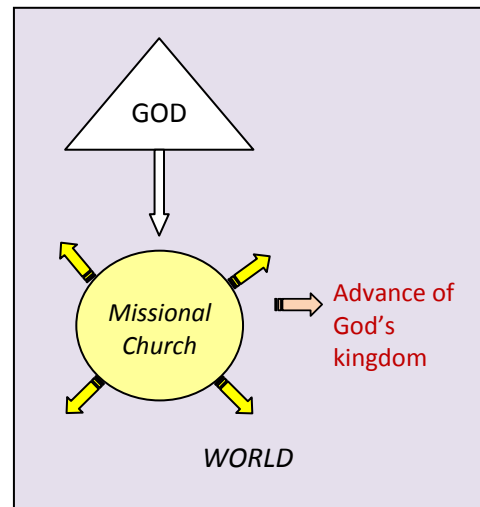 GOD
Missional
Church
Advance of
God's
kingdom
WORLD